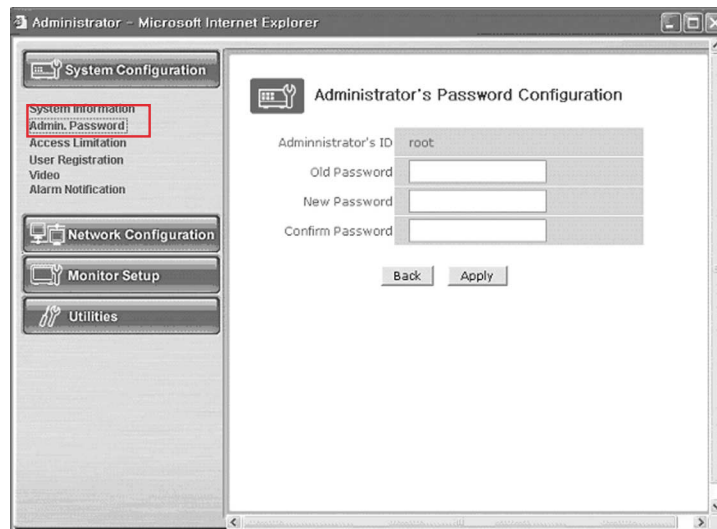 Administrator - Microsoft Internet Explorer
System Configuration
System Information
Admin. Password
Access Limitation
User Registration
Video
Alarm Notification
Network Configuration
Monitor Setup
Utilities
Administrator's Password Configuration
Adminnistrator's ID root
Old Password
New Password
Confirm Password
Back Apply